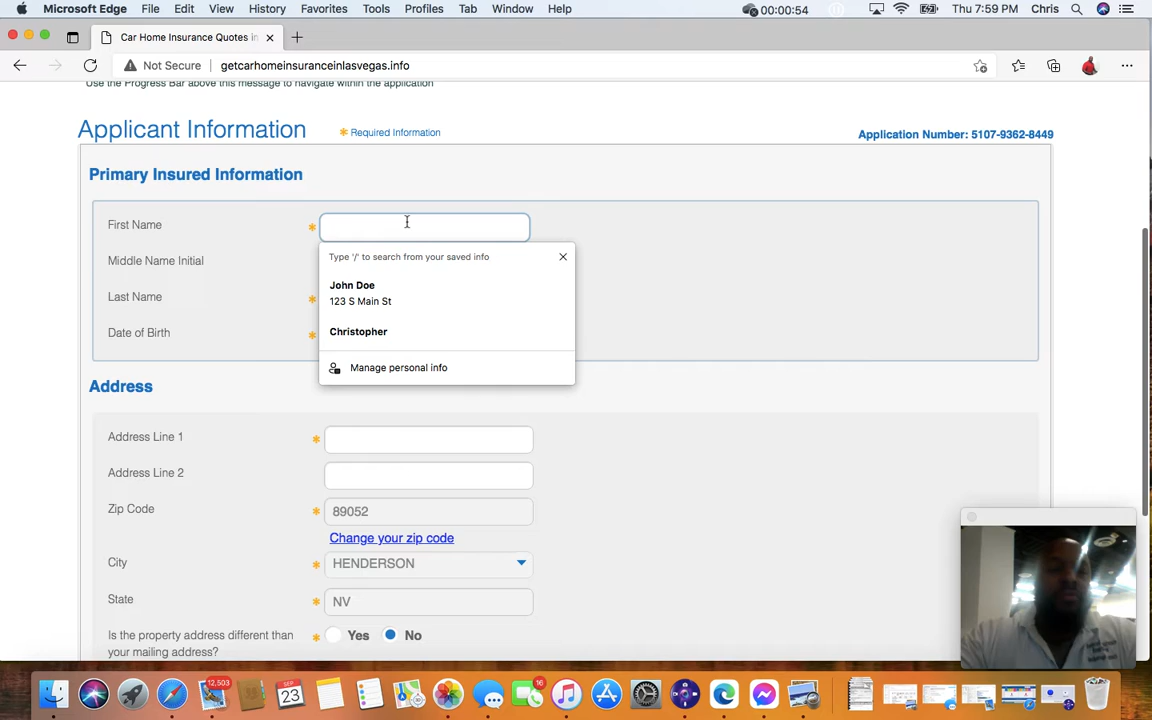 Microsoft Edge File Edit View History Favorites Tools Profiles Tab Window Help 00:00:54 Thu 7:59 PM Chris
Car Home Insurance Quotes in
Not Secure getcarhomeinsuranceinlasvegas.info
Use the Progress Bar above this message to navigate within the application
Applicant Information * Required Information Application Number: 5107-9362-8449
Primary Insured Information
First Name *
Type '/' to search from your saved info
Middle Name Initial
John Doe
Last Name *
123 S Main St
Date of Birth *
Christopher
Manage personal info
Address
Address Line 1 *
Address Line 2
Zip Code * 89052
Change your zip code
City * HENDERSON
State * NV
Is the property address different than * Yes No
your mailing address?
12,503
SEP
23
16